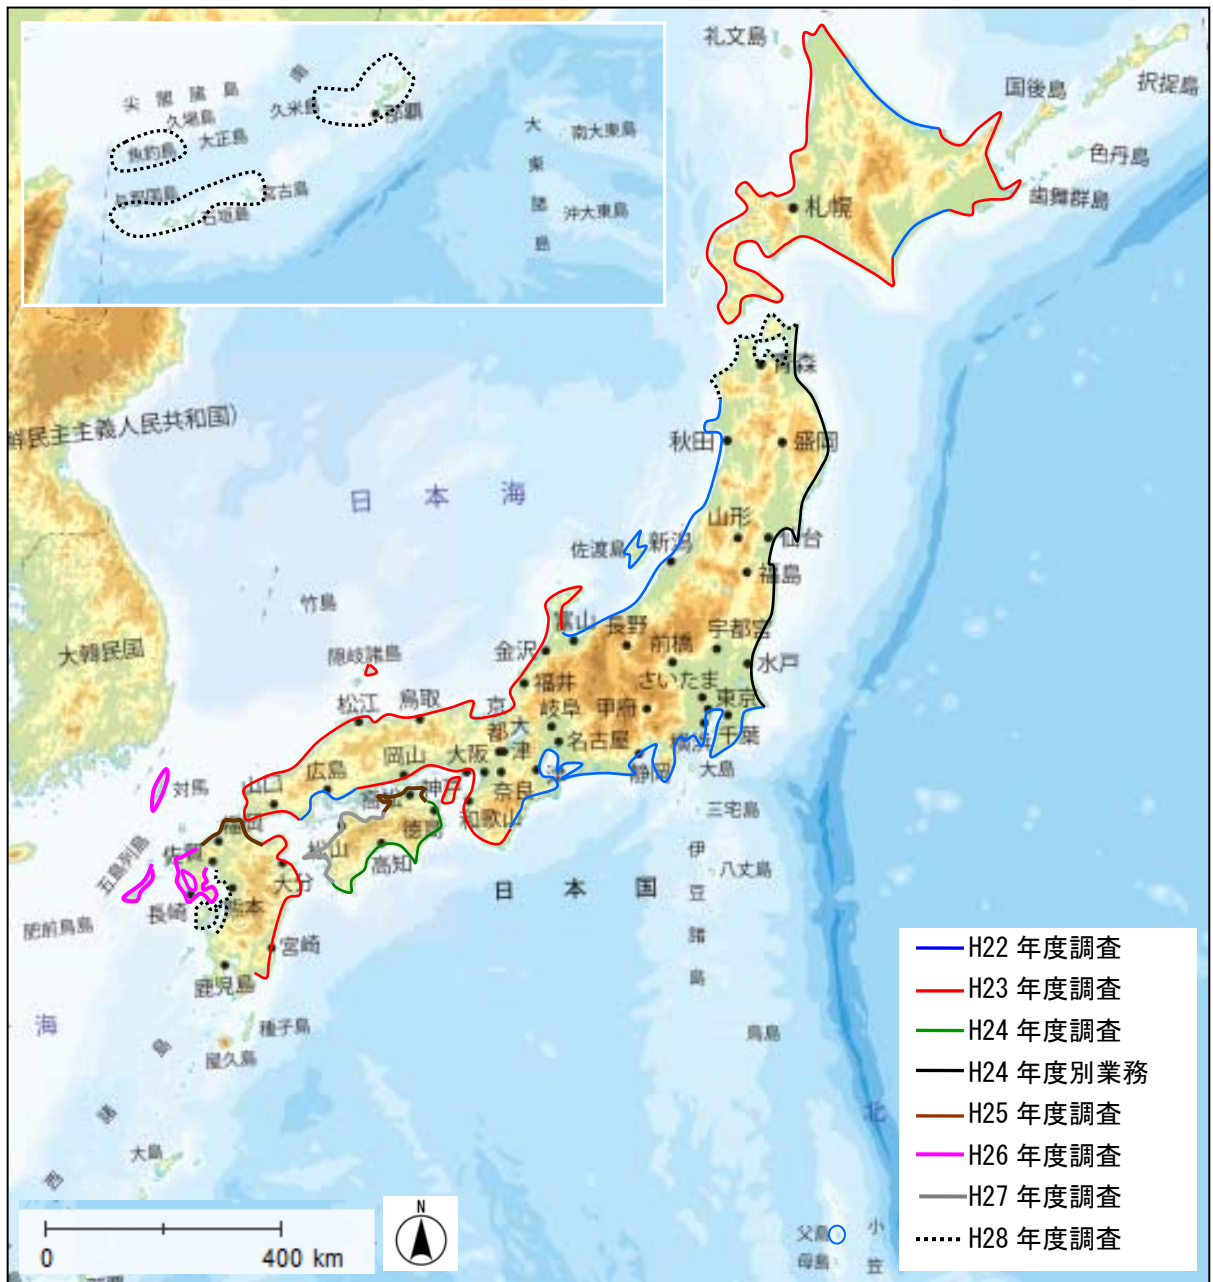 尖閣諸島
久場島
大正島
魚釣島
与那国島
石垣島
宮古島
久米島
那覇
南
大東諸島
南大東島
沖大東島
礼文島
国後島
択捉島
色丹島
歯舞群島
札幌
青森
秋田
盛岡
山形
仙台
佐渡島
新潟
福島
鮮民主主義人民共和国)
日本海
竹島
大韓民国
隠岐諸島
富山
長野
前橋
宇都宮
金沢
水戸
福井
さいたま
東京
松江
鳥取
京都
岐阜
甲府
大津
名古屋
横浜
千葉
岡山
大阪
静岡
大島
広島
山口
神戸
奈良
高松
対馬
三宅島
和歌山
徳島
福岡
松山
高知
佐賀
大分
五島列島
伊豆諸島
八丈島
日本国
長崎
熊本
肥前鳥島
宮崎
鹿児島
種子島
海
屋久島
島
鳥島
諸
北
大島
西
父島
母島
小笠
H22 年度調査
H23 年度調査
H24 年度調査
H24 年度別業務
H25 年度調査
H26 年度調査
H27 年度調査
H28 年度調査
0
400 km
N